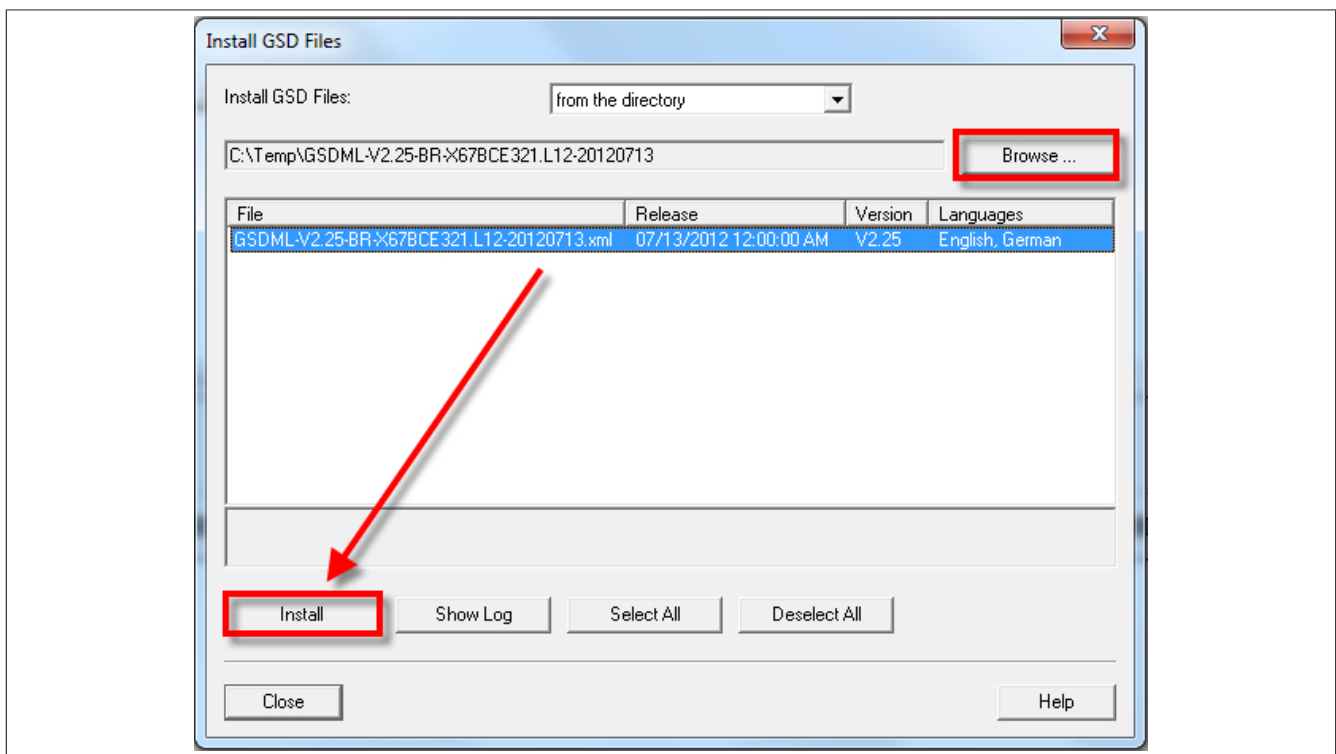 Install GSD Files
Install GSD Files: from the directory
C:\Temp\GSDML-V2.25-BR-X67BCE321.L12-20120713 Browse ...
File Release Version Languages
GSDML-V2.25-BR-X67BCE321.L12-20120713.xml 07/13/2012 12:00:00 AM V2.25 English, German
Install Show Log Select All Deselect All
Close Help